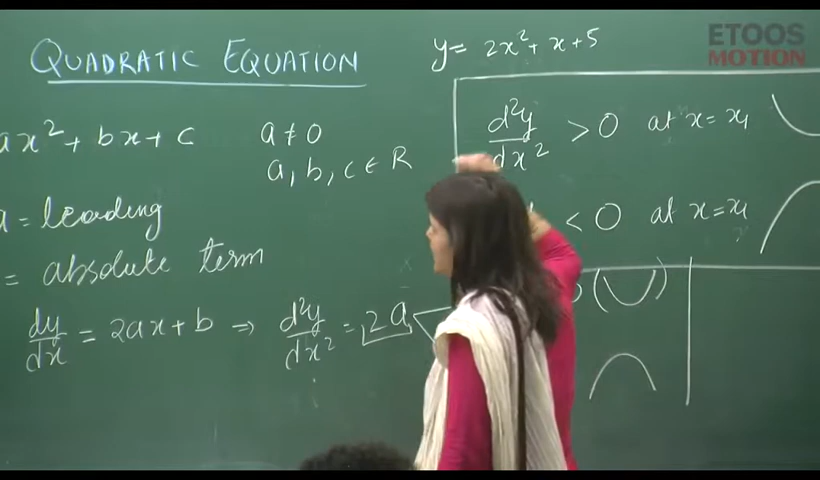 QUADRATIC EQUATION
y = 2x² + x + 5
ETOOS
MOTION
ax² + bx + c    a ≠ 0
a, b, c ∈ R
d²y/dx² > 0 at x = x₁
< 0 at x = x₁
a = leading
= absolute term
dy/dx = 2ax + b ⇒ d²y/dx² = 2a